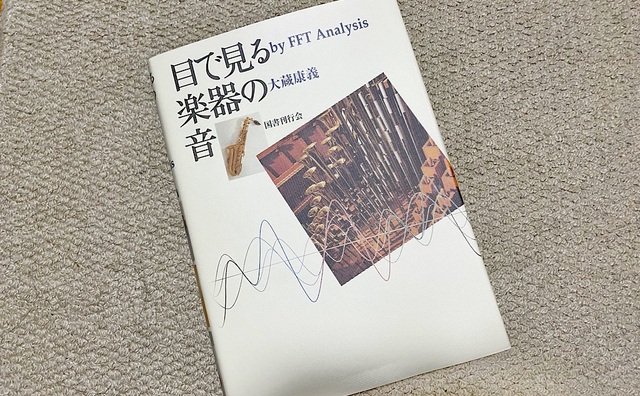 目で見る by FFT Analysis
楽器の 大蔵康義
音 国書刊行会